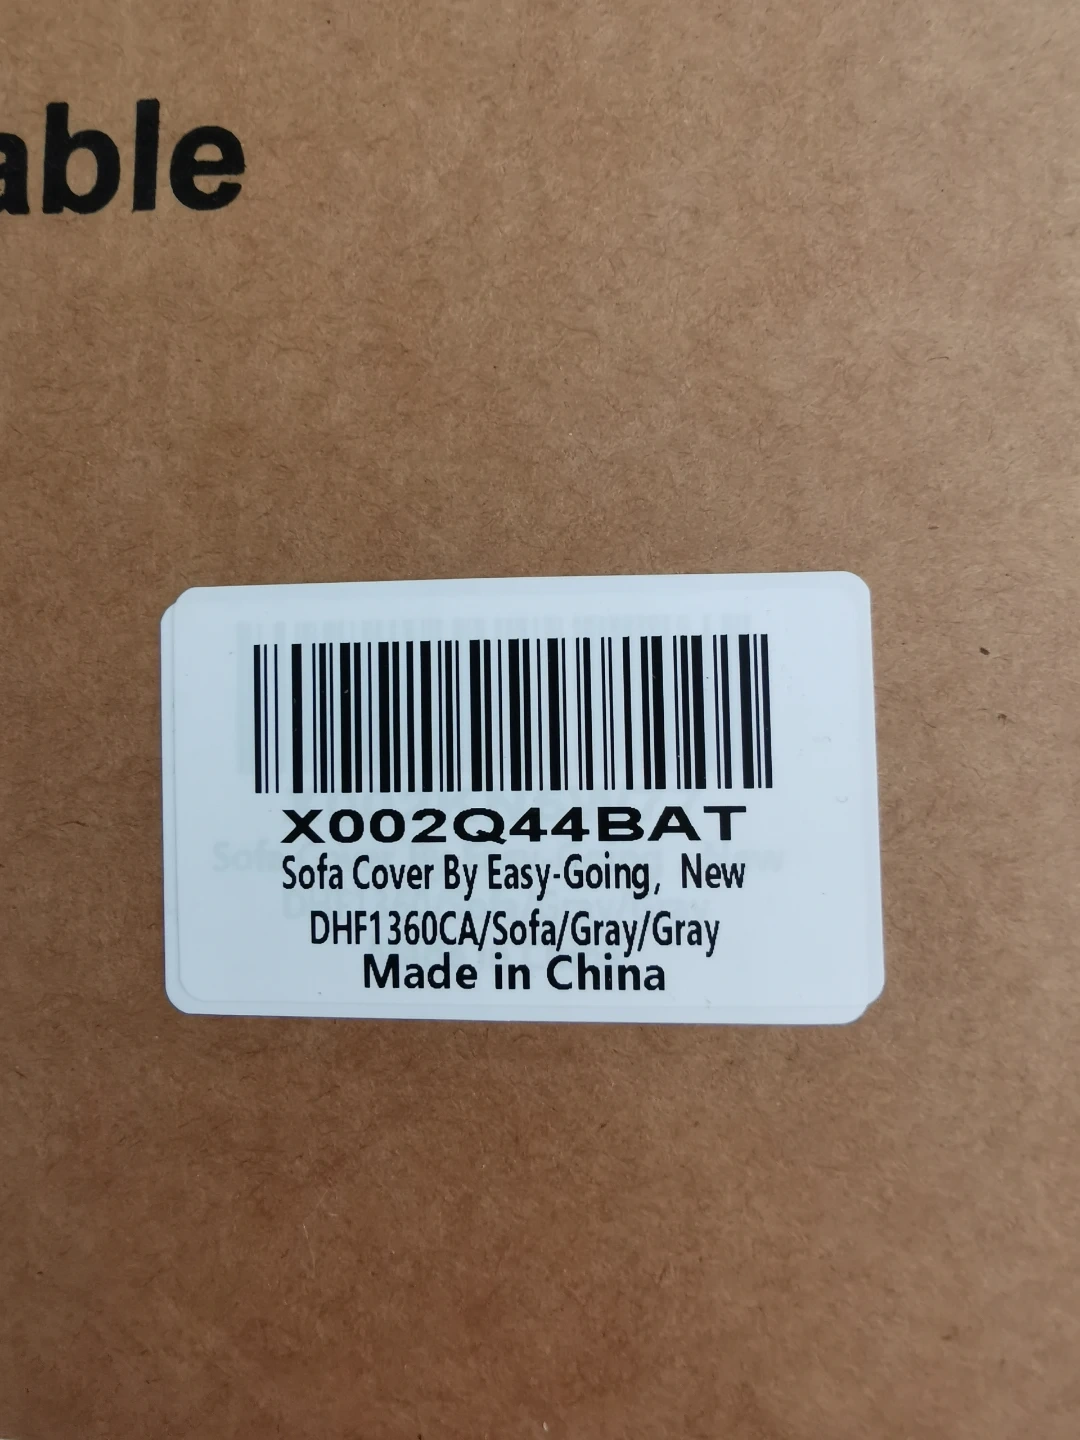 able
X002Q44BAT
Sofa Cover By Easy-Going, New
DHF1360CA/Sofa/Gray/Gray
Made in China